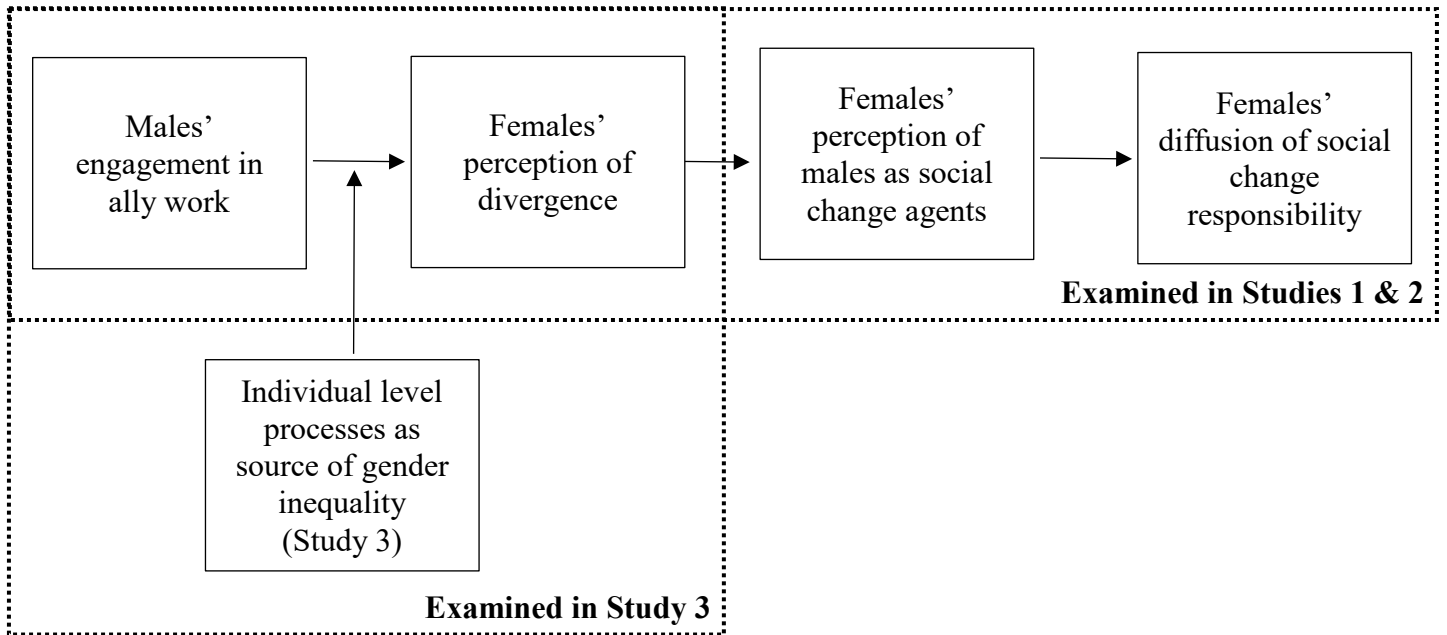 Males’
engagement in
ally work
Females’
perception of
divergence
Females’
perception of
males as social
change agents
Females’
diffusion of social
change
responsibility
Examined in Studies 1 & 2
Individual level
processes as
source of gender
inequality
(Study 3)
Examined in Study 3